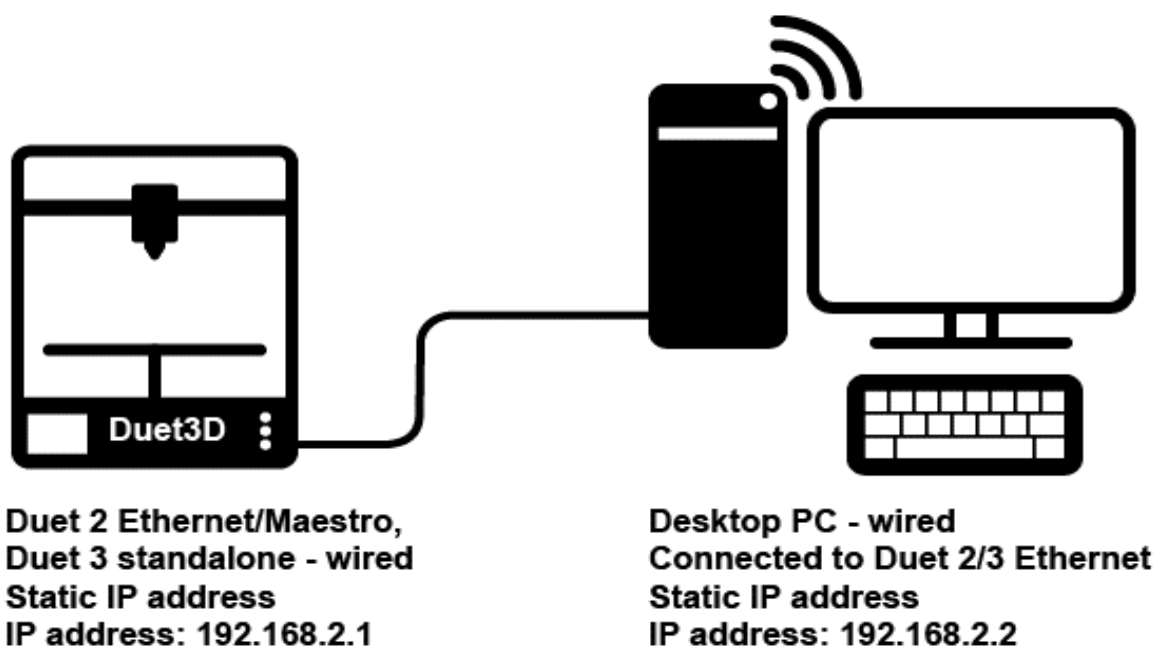 Duet3D
Duet 2 Ethernet/Maestro,
Duet 3 standalone - wired
Static IP address
IP address: 192.168.2.1
Desktop PC - wired
Connected to Duet 2/3 Ethernet
Static IP address
IP address: 192.168.2.2